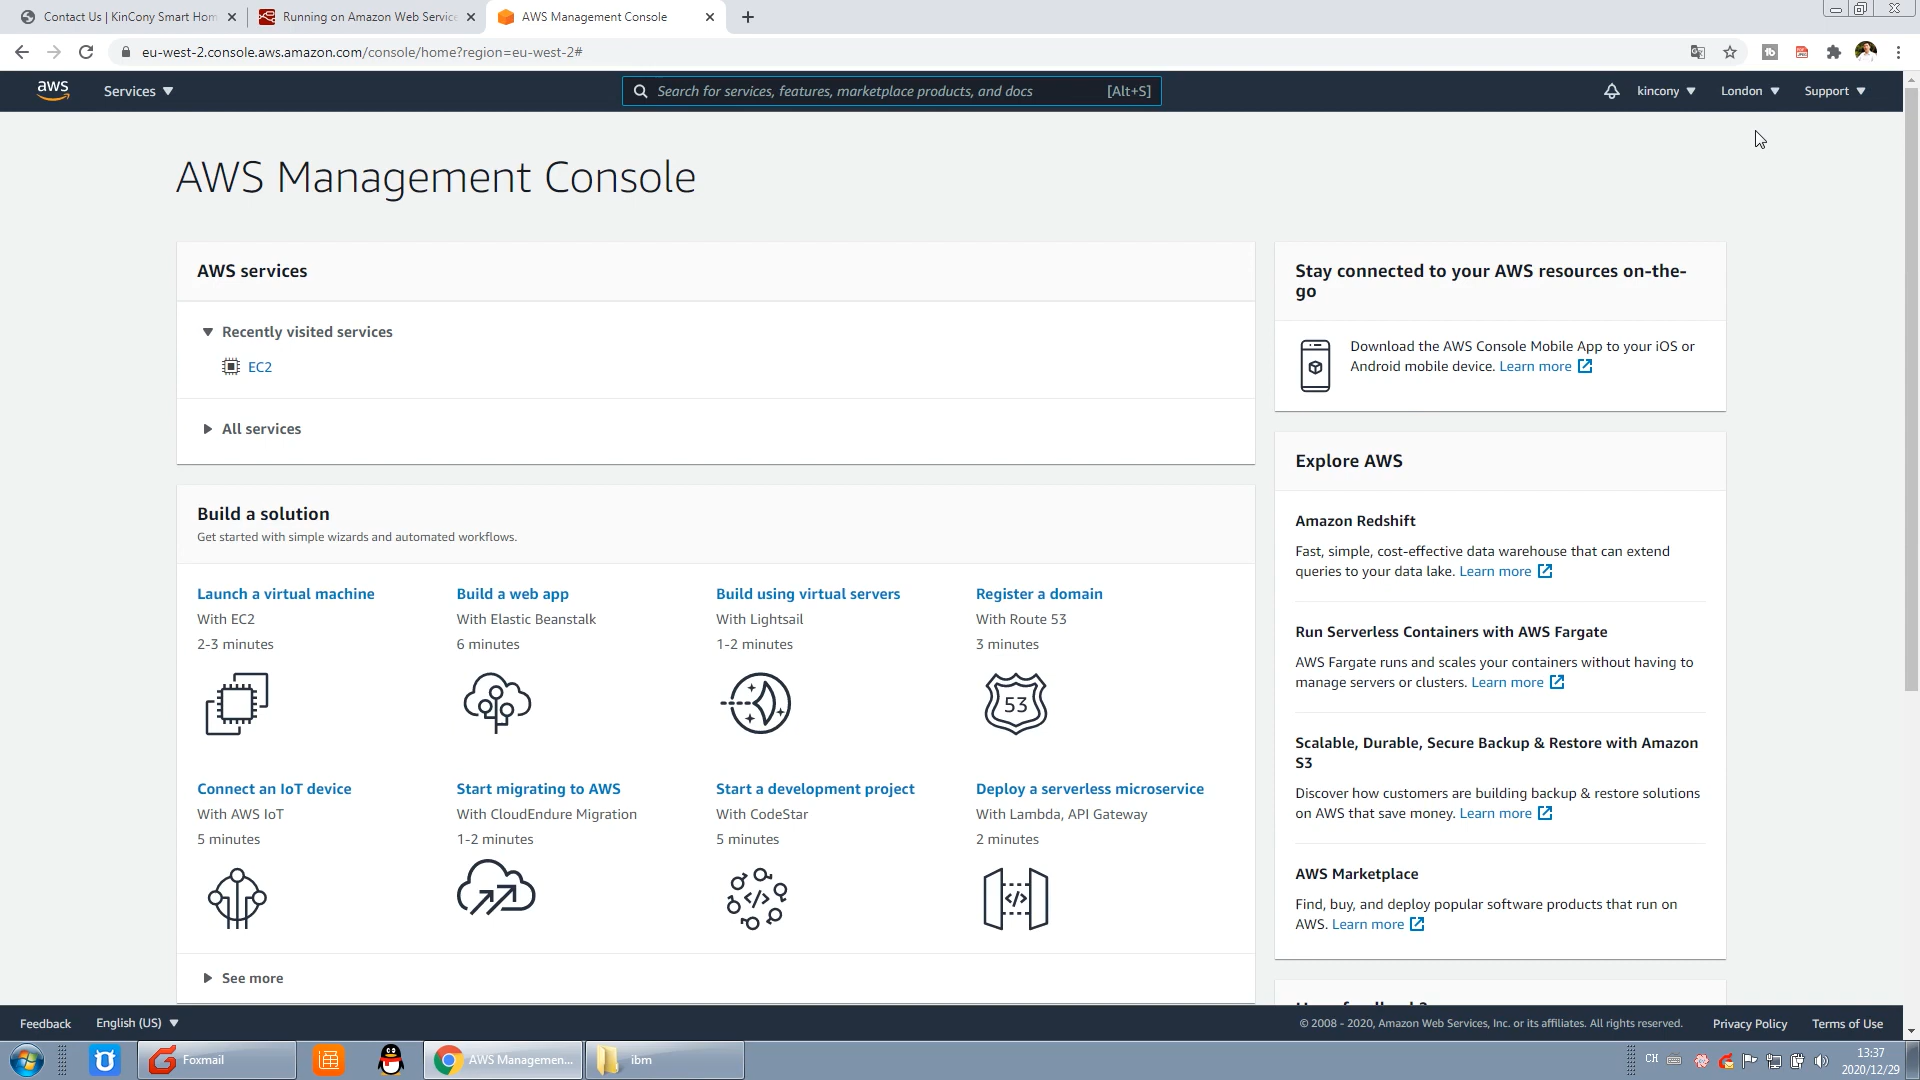 Contact Us | KinCony Smart Hom
Running on Amazon Web Service
AWS Management Console
eu-west-2.console.aws.amazon.com/console/home?region=eu-west-2#
aws
Services
Search for services, features, marketplace products, and docs
[Alt+S]
kincony
London
Support
AWS Management Console
AWS services
Recently visited services
EC2
All services
Build a solution
Get started with simple wizards and automated workflows.
Launch a virtual machine
With EC2
2-3 minutes
Build a web app
With Elastic Beanstalk
6 minutes
Build using virtual servers
With Lightsail
1-2 minutes
Register a domain
With Route 53
3 minutes
53
Connect an IoT device
With AWS IoT
5 minutes
Start migrating to AWS
With CloudEndure Migration
1-2 minutes
Start a development project
With CodeStar
5 minutes
Deploy a serverless microservice
With Lambda, API Gateway
2 minutes
See more
Stay connected to your AWS resources on-the-
go
Download the AWS Console Mobile App to your iOS or
Android mobile device. Learn more
Explore AWS
Amazon Redshift
Fast, simple, cost-effective data warehouse that can extend
queries to your data lake. Learn more
Run Serverless Containers with AWS Fargate
AWS Fargate runs and scales your containers without having to
manage servers or clusters. Learn more
Scalable, Durable, Secure Backup & Restore with Amazon
S3
Discover how customers are building backup & restore solutions
on AWS that save money. Learn more
AWS Marketplace
Find, buy, and deploy popular software products that run on
AWS. Learn more
Feedback
English (US)
© 2008 - 2020, Amazon Web Services, Inc. or its affiliates. All rights reserved.
Privacy Policy
Terms of Use
Foxmail
AWS Managemen...
ibm
CH
13:37
2020/12/29